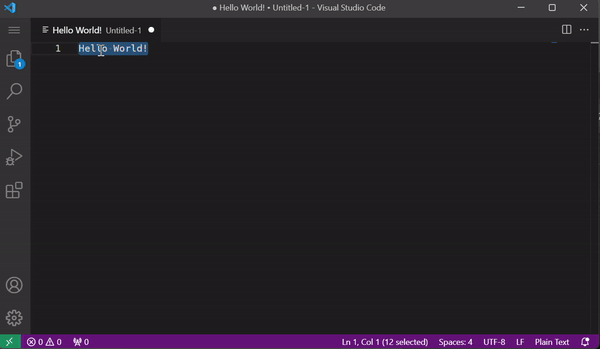 ● Hello World! • Untitled-1 - Visual Studio Code
Hello World! Untitled-1 ●
1
1 Hello World!
0 0 0 Ln 1, Col 1 (12 selected) Spaces: 4 UTF-8 LF Plain Text